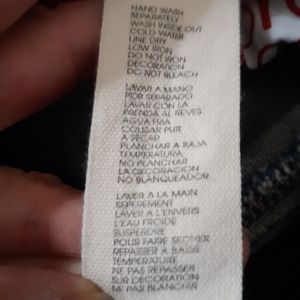 HAND WASH
SEPARATELY
WASH INSIDE OUT
COLD WATER
LINE DRY
LOW IRON
DO NOT IRON
DECORATION
DO NOT BLEACH
LAVAR A MANO
POR SEPARADO
LAVAR CON LA
PRENDA AL REVES
AGUA FRIA
COLGAR PUR
A SECAR
PLANCHAR A BAJA
TEMPERATURA
NO PLANCHAR
LA DECORACION
NO BLANQUEADOR
LAVER A LA MAIN
SEPEREMENT
LAVER A L'ENVERS
L'EAU FROIDE
SUSPERDRE
POUR FAIRE SECHER
REPASSER A BASSE
TEMPERATURE
NE PAS REPASSER
SUR DECORATION
NE PAS BLANCHIR